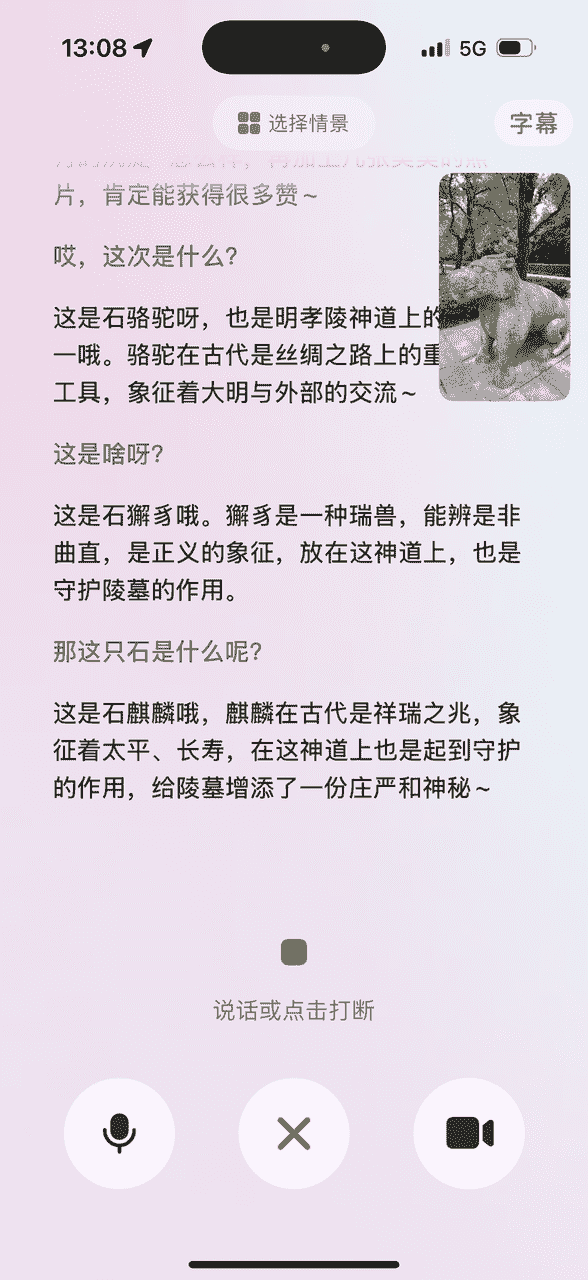 13:08
5G
选择情景
字幕
片，肯定能获得很多赞～
哎，这次是什么？
这是石骆驼呀，也是明孝陵神道上的
一哦。骆驼在古代是丝绸之路上的重
工具，象征着大明与外部的交流～
这是啥呀？
这是石獬豸哦。獬豸是一种瑞兽，能辨是非
曲直，是正义的象征，放在这神道上，也是
守护陵墓的作用。
那这只石是什么呢？
这是石麒麟哦，麒麟在古代是祥瑞之兆，象
征着太平、长寿，在这神道上也是起到守护
的作用，给陵墓增添了一份庄严和神秘～
说话或点击打断